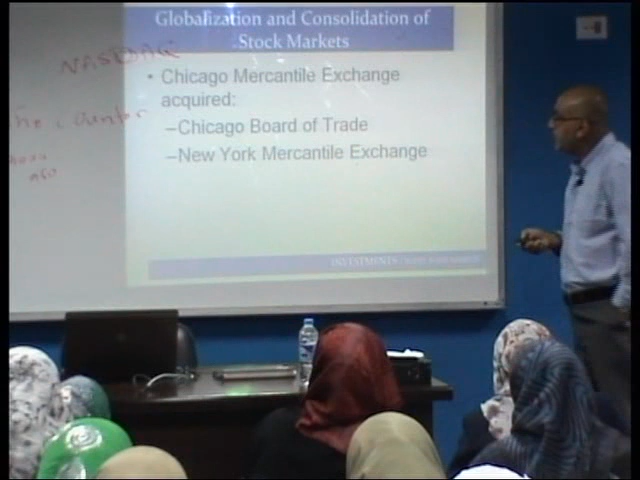 Globalization and Consolidation of
Stock Markets
• Chicago Mercantile Exchange
acquired:
–Chicago Board of Trade
–New York Mercantile Exchange
INVESTMENTS
NASDAQ
counter